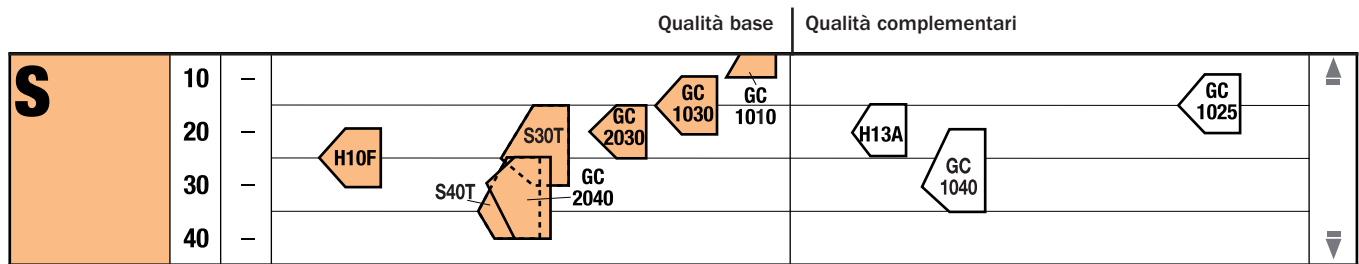 Qualità base
Qualità complementari
S
10 –
20 –
30 –
40 –
H10F
S40T
S30T
GC
2040
GC
2030
GC
1030
GC
1010
H13A
GC
1040
GC
1025